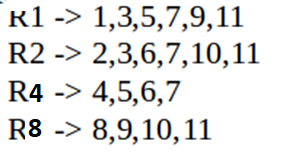 R1 -> 1,3,5,7,9,11
R2 -> 2,3,6,7,10,11
R4 -> 4,5,6,7
R8 -> 8,9,10,11